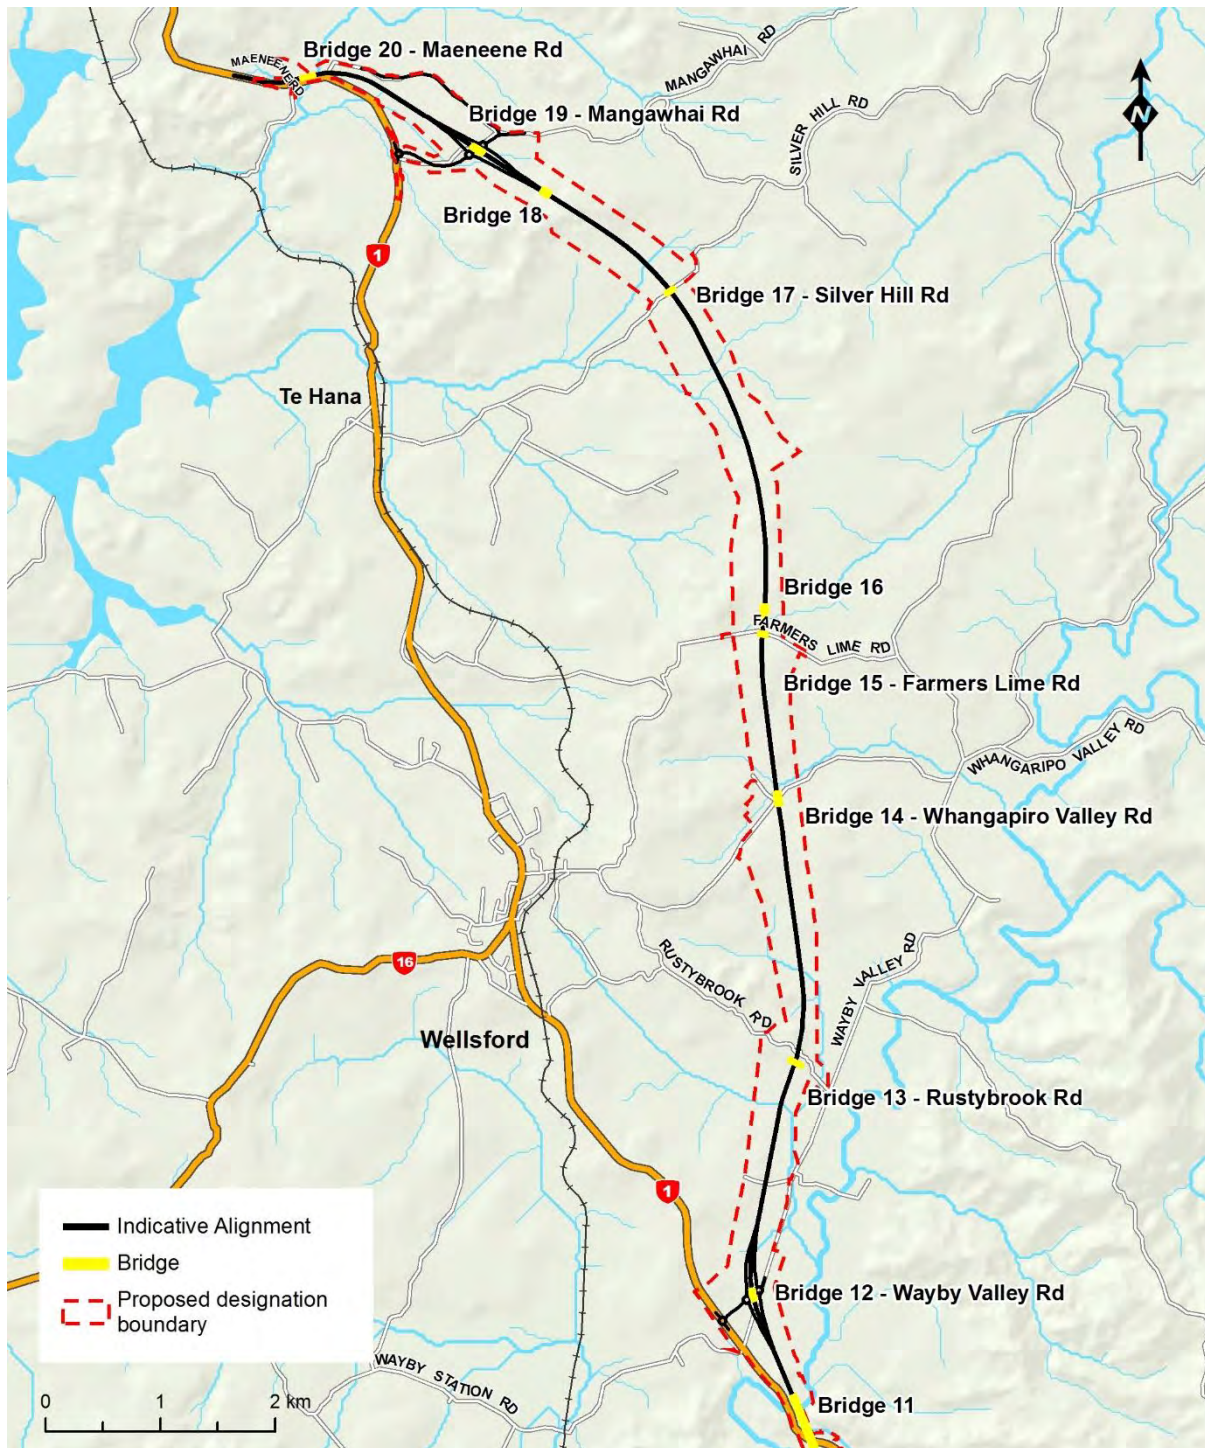 Bridge 20 - Maeneene Rd
MAENEENERD
MANGAWHAI RD
Bridge 19 - Mangawhai Rd
SILVER HILL RD
N
Bridge 18
1
Bridge 17 - Silver Hill Rd
Te Hana
Bridge 16
FARMERS LIME RD
Bridge 15 - Farmers Lime Rd
WHANGARIPO VALLEY RD
Bridge 14 - Whangapiro Valley Rd
RUSTYBROOK RD
WAYBY VALLEY RD
16
Wellsford
Bridge 13 - Rustybrook Rd
1
Bridge 12 - Wayby Valley Rd
Indicative Alignment
Bridge
Proposed designation
boundary
WAYBY STATION RD
Bridge 11
0 1 2 km